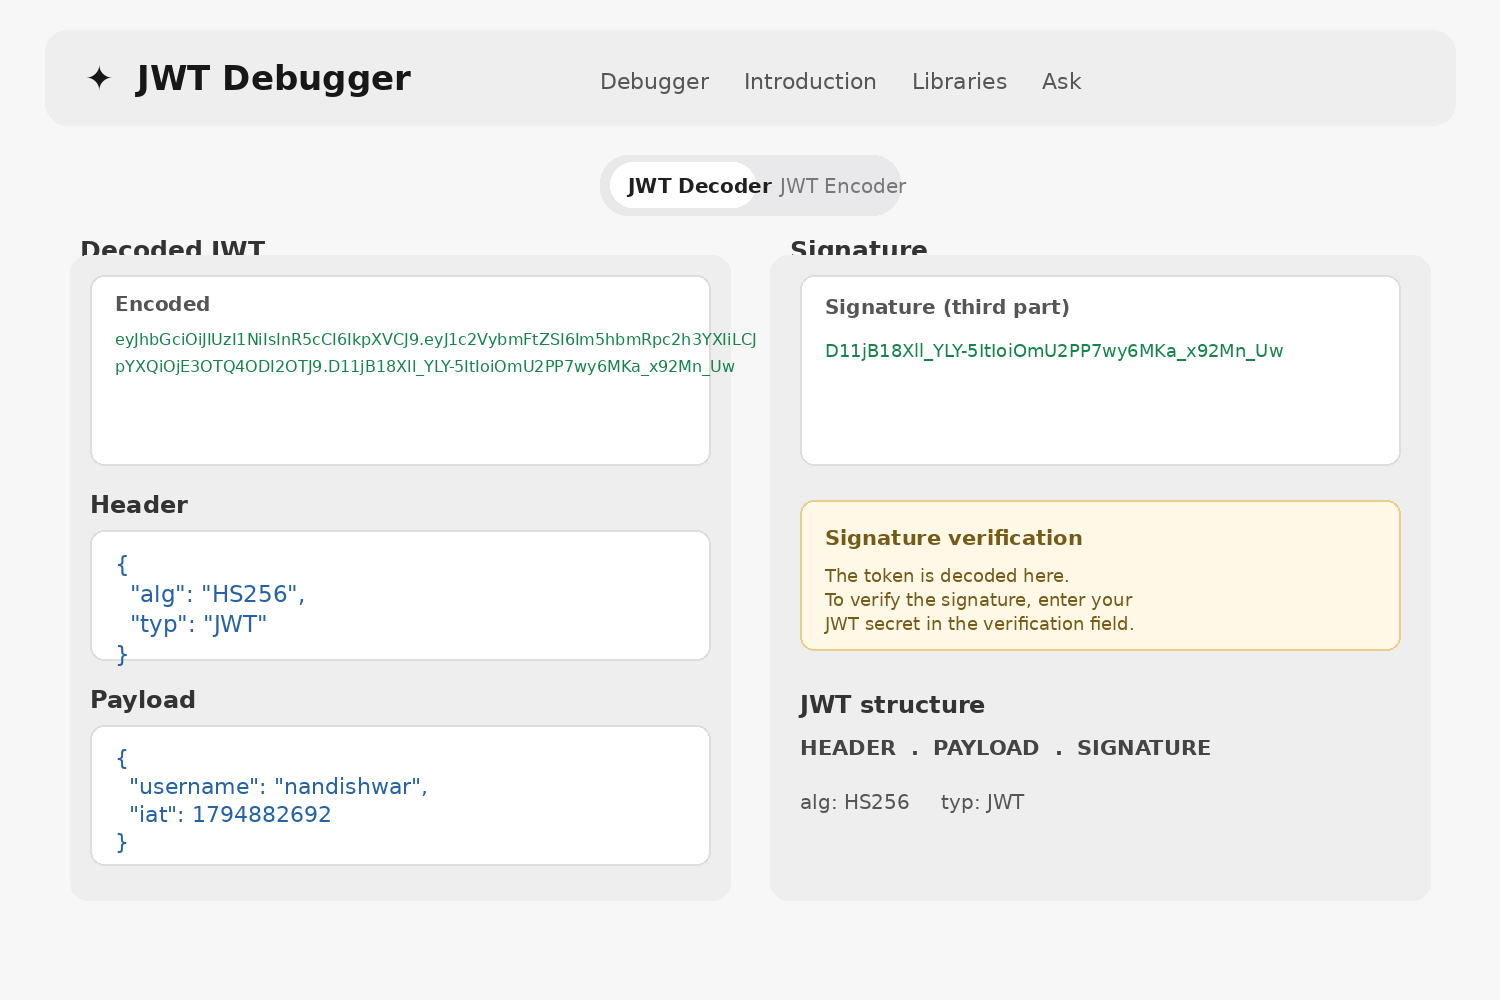 ✦ JWT Debugger
Debugger Introduction Libraries Ask
JWT Decoder JWT Encoder
Decoded JWT
Encoded
eyJhbGciOiJIUzI1NiIsInR5cCI6IkpXVCJ9.eyJ1c2VybmFtZSI6Im5hbmRpc2h3YXIiLCJ
pYXQiOjE3OTQ4ODI2OTJ9.D11jB18Xll_YLY-5ItIoiOmU2PP7wy6MKa_x92Mn_Uw
Header
{
"alg": "HS256",
"typ": "JWT"
}
Payload
{
"username": "nandishwar",
"iat": 1794882692
}
Signature
Signature (third part)
D11jB18Xll_YLY-5ItIoiOmU2PP7wy6MKa_x92Mn_Uw
Signature verification
The token is decoded here.
To verify the signature, enter your
JWT secret in the verification field.
JWT structure
HEADER . PAYLOAD . SIGNATURE
alg: HS256 typ: JWT